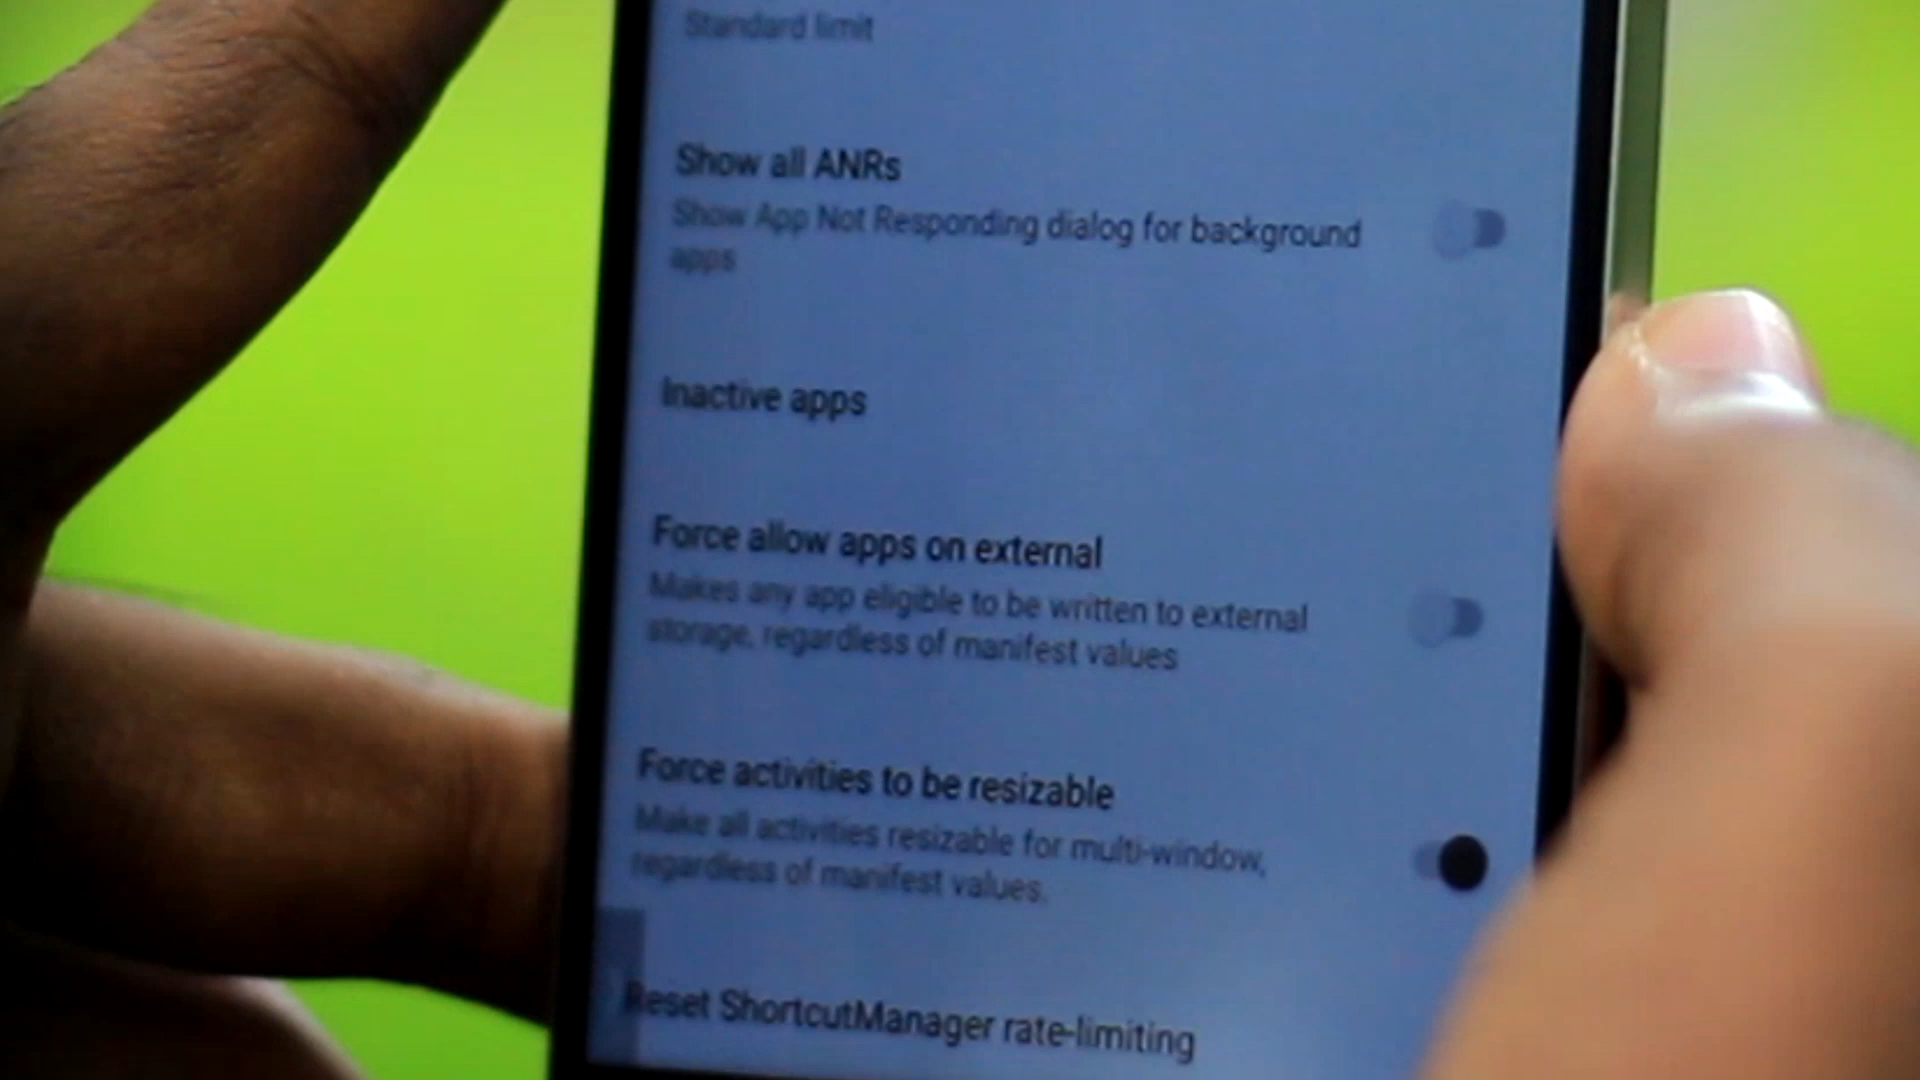 Standard limit
Show all ANRs
Show App Not Responding dialog for background
apps
Inactive apps
Force allow apps on external
Makes any app eligible to be written to external
storage, regardless of manifest values
Force activities to be resizable
Make all activities resizable for multi-window,
regardless of manifest values.
Reset ShortcutManager rate-limiting